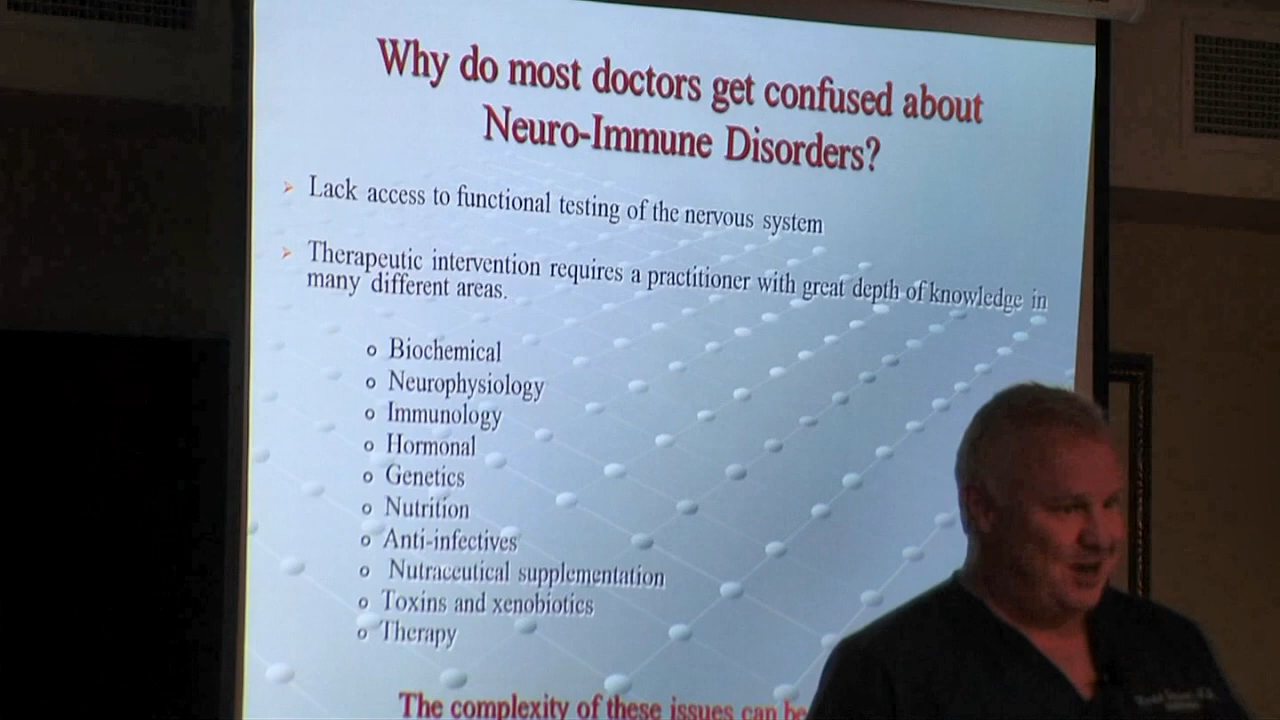 Why do most doctors get confused about
Neuro-Immune Disorders?
➢ Lack access to functional testing of the nervous system
➢ Therapeutic intervention requires a practitioner with great depth of knowledge in
many different areas.
o Biochemical
o Neurophysiology
o Immunology
o Hormonal
o Genetics
o Nutrition
o Anti-infectives
o Nutraceutical supplementation
o Toxins and xenobiotics
o Therapy
The complexity of these issues can be